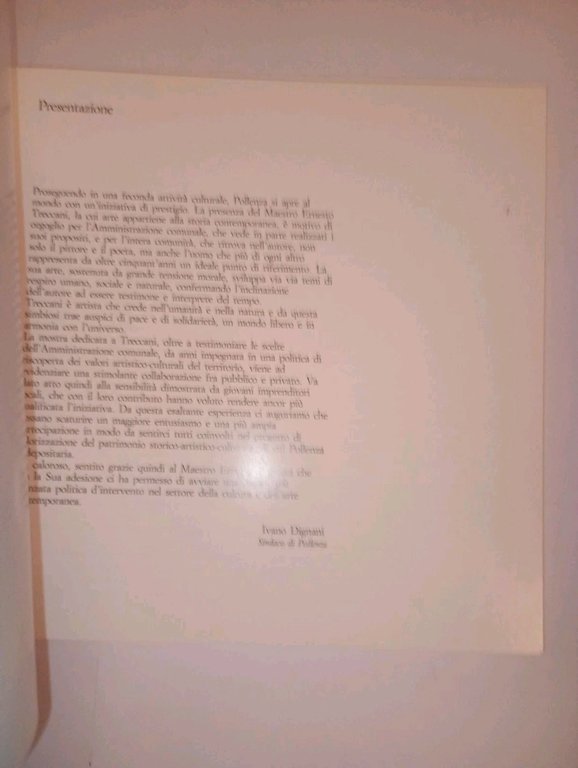 Presentazione
Proseguendo in una feconda attività culturale, Pollenza si apre al
mondo con un'iniziativa di prestigio. La presenza del Maestro Ernesto
Treccani, la cui arte appartiene alla storia contemporanea, è motivo di
orgoglio per l'Amministrazione comunale, che vede in parte realizzati i
suoi propositi, e per l'intera comunità, che ritrova nell'autore, non
solo il pittore e il poeta, ma anche l'uomo che più di ogni altro
rappresenta da oltre cinquant'anni un ideale punto di riferimento. La
sua arte, sostenuta da grande tensione morale, sviluppa via via temi di
respiro umano, sociale e naturale, confermando l'inclinazione
dell'autore ad essere testimone e interprete del tempo.
Treccani è artista che crede nell'umanità e nella natura e da questa
simbiosi trae auspici di pace e di solidarietà, un mondo libero e in
armonia con l'universo.
La mostra dedicata a Treccani, oltre a testimoniare le scelte
dell'Amministrazione comunale, da anni impegnata in una politica di
riscoperta dei valori artistico-culturali del territorio, viene ad
evidenziare una stimolante collaborazione fra pubblico e privato. Va
dato atto quindi alla sensibilità dimostrata da giovani imprenditori
locali, che con il loro contributo hanno voluto rendere ancor più
qualificata l'iniziativa. Da questa esaltante esperienza ci auguriamo che
possano scaturire un maggiore entusiasmo e una più ampia
partecipazione in modo da sentirci tutti coinvolti nel di
valorizzazione del patrimonio storico-artistico- Pollenza
depositaria.
caloroso, sentito grazie quindi al Maestro che
la Sua adesione ci ha permesso di avviare
politica d'intervento nel settore della cultura e dell'arte
temporanea.
Ivano Dignani
Sindaco di Pollenza